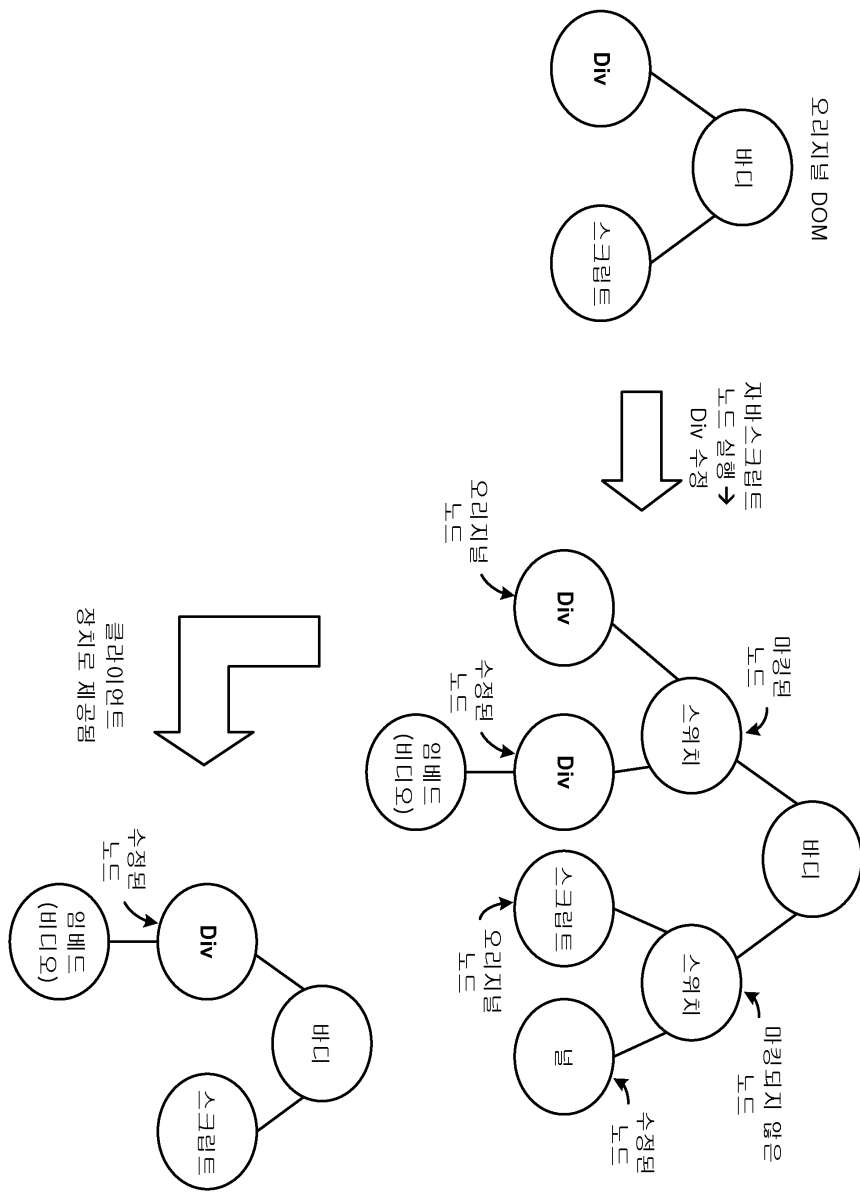 오리지널 DOM
바디
Div
스크립트
자바스크립트
노드 실행➔
Div 수정
바디
마킹된
노드
스위치
마킹되지 않은
노드
스위치
오리지널
노드
Div
수정된
노드
Div
스크립트
오리지널
노드
널
수정된
노드
임베드
(비디오)
클라이언트
장치로 제공됨
바디
수정된
노드
Div
스크립트
임베드
(비디오)